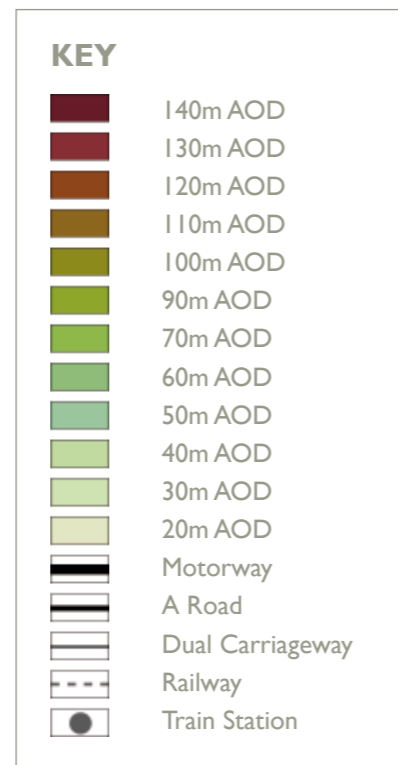 KEY
140m AOD
130m AOD
120m AOD
110m AOD
100m AOD
90m AOD
70m AOD
60m AOD
50m AOD
40m AOD
30m AOD
20m AOD
Motorway
A Road
Dual Carriageway
Railway
Train Station